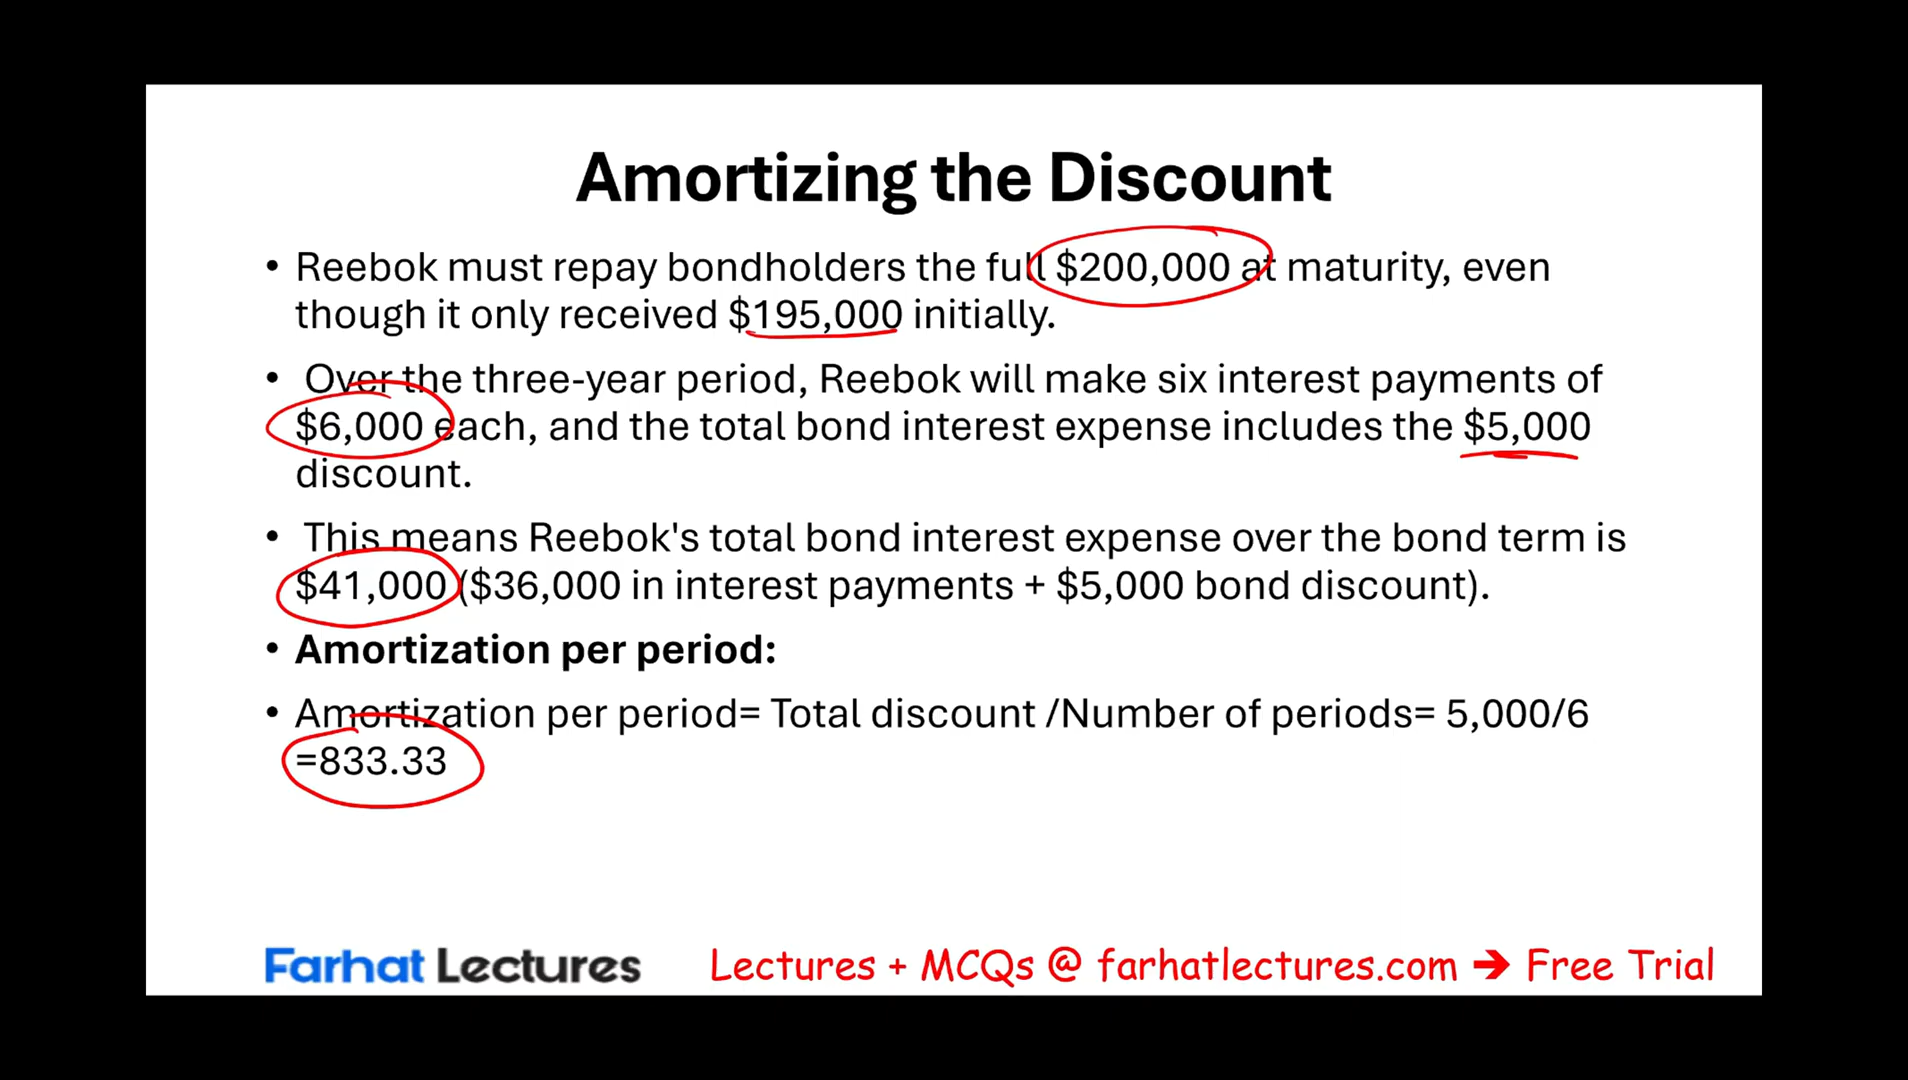 Amortizing the Discount
• Reebok must repay bondholders the full $200,000 at maturity, even
though it only received $195,000 initially.
• Over the three-year period, Reebok will make six interest payments of
$6,000 each, and the total bond interest expense includes the $5,000
discount.
• This means Reebok's total bond interest expense over the bond term is
$41,000 ($36,000 in interest payments + $5,000 bond discount).
• Amortization per period:
• Amortization per period= Total discount /Number of periods= 5,000/6
=833.33
Farhat Lectures Lectures + MCQs @ farhatlectures.com ➔ Free Trial